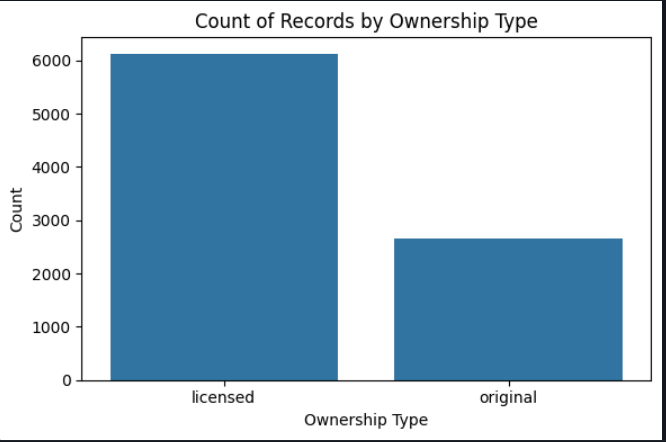 Count of Records by Ownership Type
6000
5000
4000
3000
2000
1000
0
Count
licensed original
Ownership Type